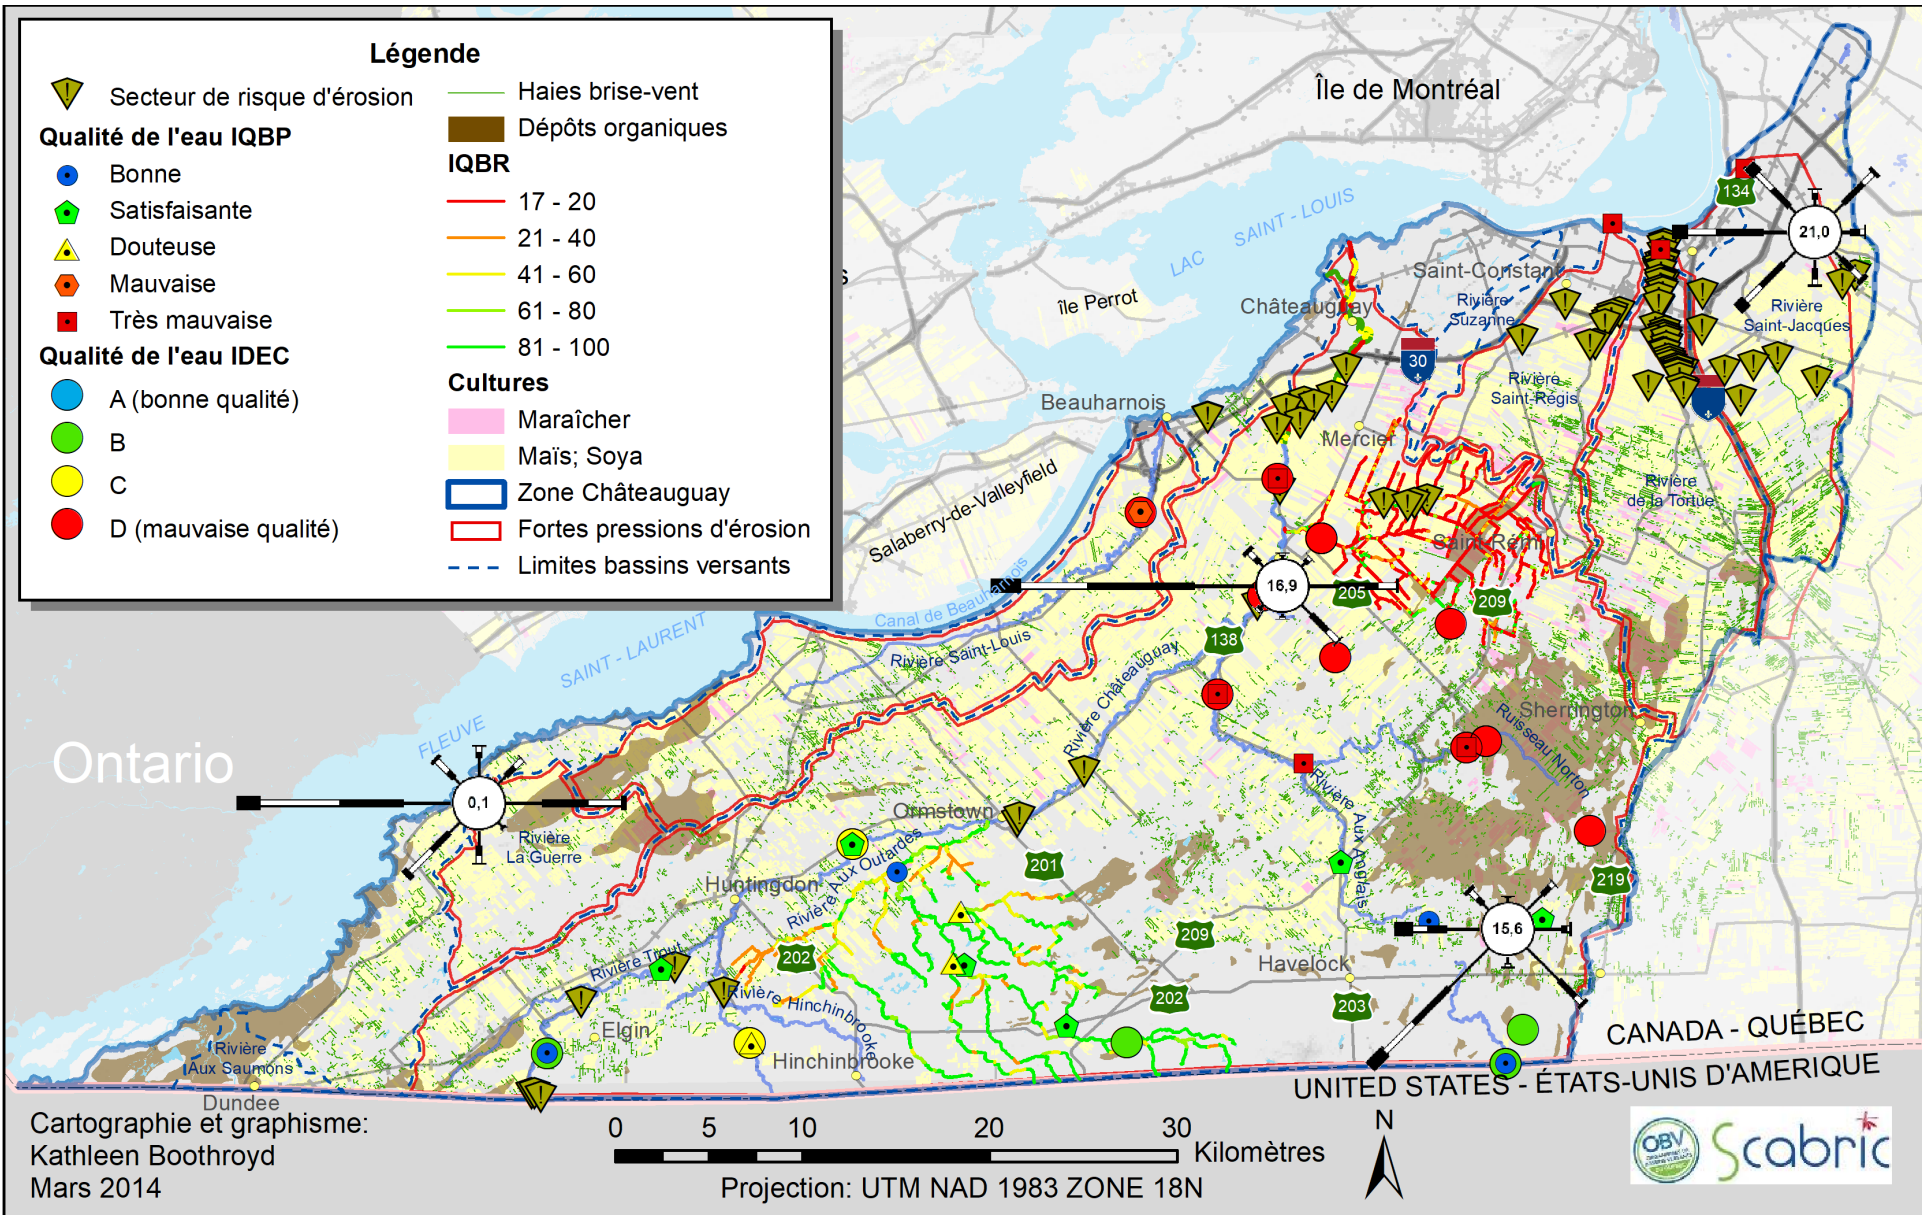 Légende
Secteur de risque d'érosion
Qualité de l'eau IQBP
Bonne
Satisfaisante
Douteuse
Mauvaise
Très mauvaise
Qualité de l'eau IDEC
A (bonne qualité)
B
C
D (mauvaise qualité)
Haies brise-vent
Dépôts organiques
IQBR
17 - 20
21 - 40
41 - 60
61 - 80
81 - 100
Cultures
Maraîcher
Maïs; Soya
Zone Châteauguay
Fortes pressions d'érosion
Limites bassins versants
Île de Montréal
134
21,0
LAC SAINT - LOUIS
île Perrot
Saint-Constant
Châteauguay
Rivière
Suzanne
Rivière
Saint-Jacques
30
Rivière
Saint-Régis
Beauharnois
Mercier
Salaberry-de-Valleyfield
Rivière
de la Tortue
Saint-Rémi
Canal de Beauharnois
16,9
205
209
138
SAINT - LAURENT
FLEUVE
Rivière Saint-Louis
Rivière Châteauguay
Sherrington
Ruisseau Norton
Ontario
0,1
Rivière
La Guerre
Ormstown
Rivière Aux Outardes
Rivière Aux Anglais
201
Huntingdon
219
15,6
209
202
Rivière Trout
Havelock
202
203
Rivière Hinchinbrooke
Elgin
Hinchinbrooke
Rivière
Aux Saumons
Dundee
CANADA - QUÉBEC
UNITED STATES - ÉTATS-UNIS D'AMERIQUE
Cartographie et graphisme:
Kathleen Boothroyd
Mars 2014
0 5 10 20 30
Kilomètres
Projection: UTM NAD 1983 ZONE 18N
N
OBV
Scabric